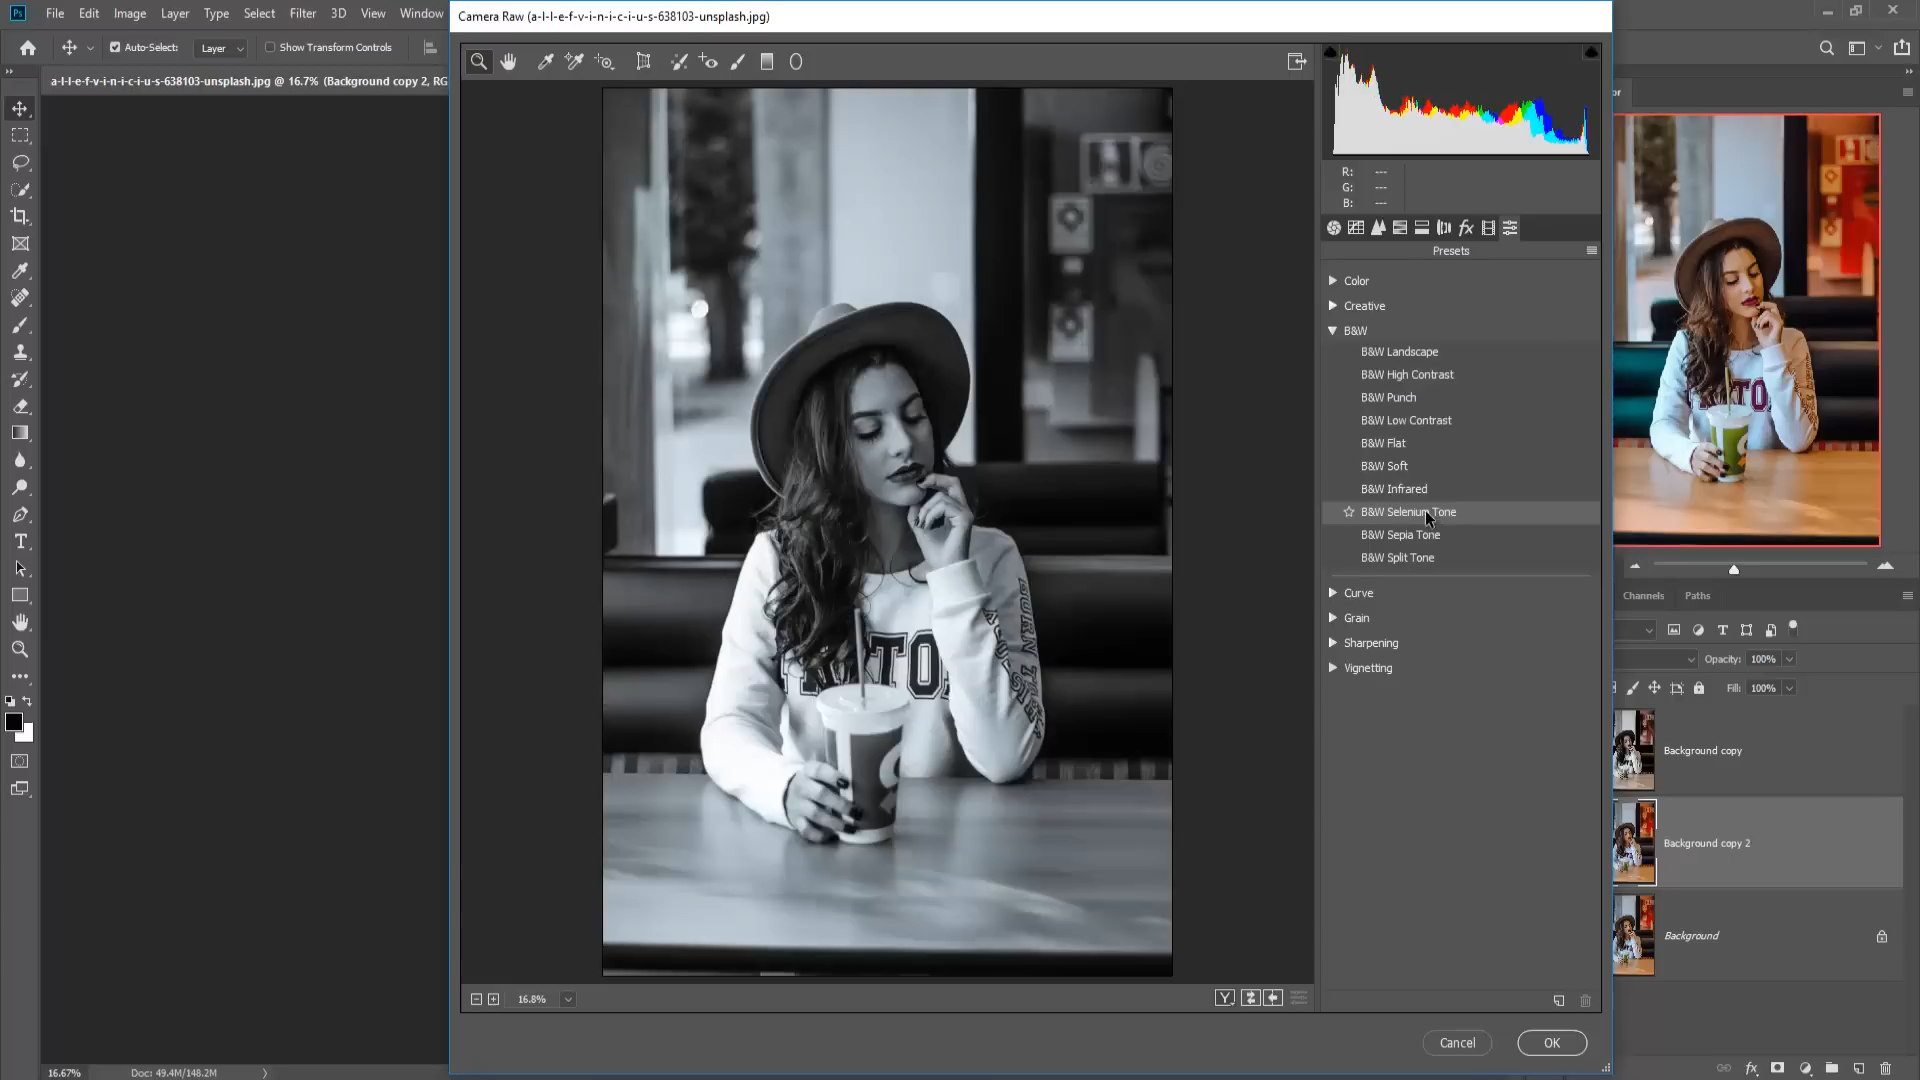 Ps File Edit Image Layer Type Select Filter 3D View Window
Camera Raw (a-l-l-e-f-v-i-n-i-c-i-u-s-638103-unsplash.jpg)
Auto-Select: Layer Show Transform Controls
a-l-l-e-f-v-i-n-i-c-i-u-s-638103-unsplash.jpg @ 16.7% (Background copy 2, RG
R: ---
G: ---
B: ---
Presets
Color
Creative
B&W
B&W Landscape
B&W High Contrast
B&W Punch
B&W Low Contrast
B&W Flat
B&W Soft
B&W Infrared
B&W Selenium Tone
B&W Sepia Tone
B&W Split Tone
Curve
Grain
Sharpening
Vignetting
Channels Paths
Opacity: 100%
Fill: 100%
Background copy
Background copy 2
Background
16.8%
Cancel OK
16.67% Doc: 49.4M/148.2M